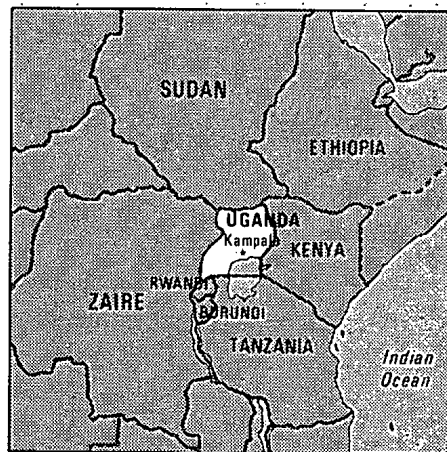 SUDAN
ETHIOPIA
UGANDA
Kampala
KENYA
RWANDA
ZAIRE
BURUNDI
TANZANIA
Indian
Ocean